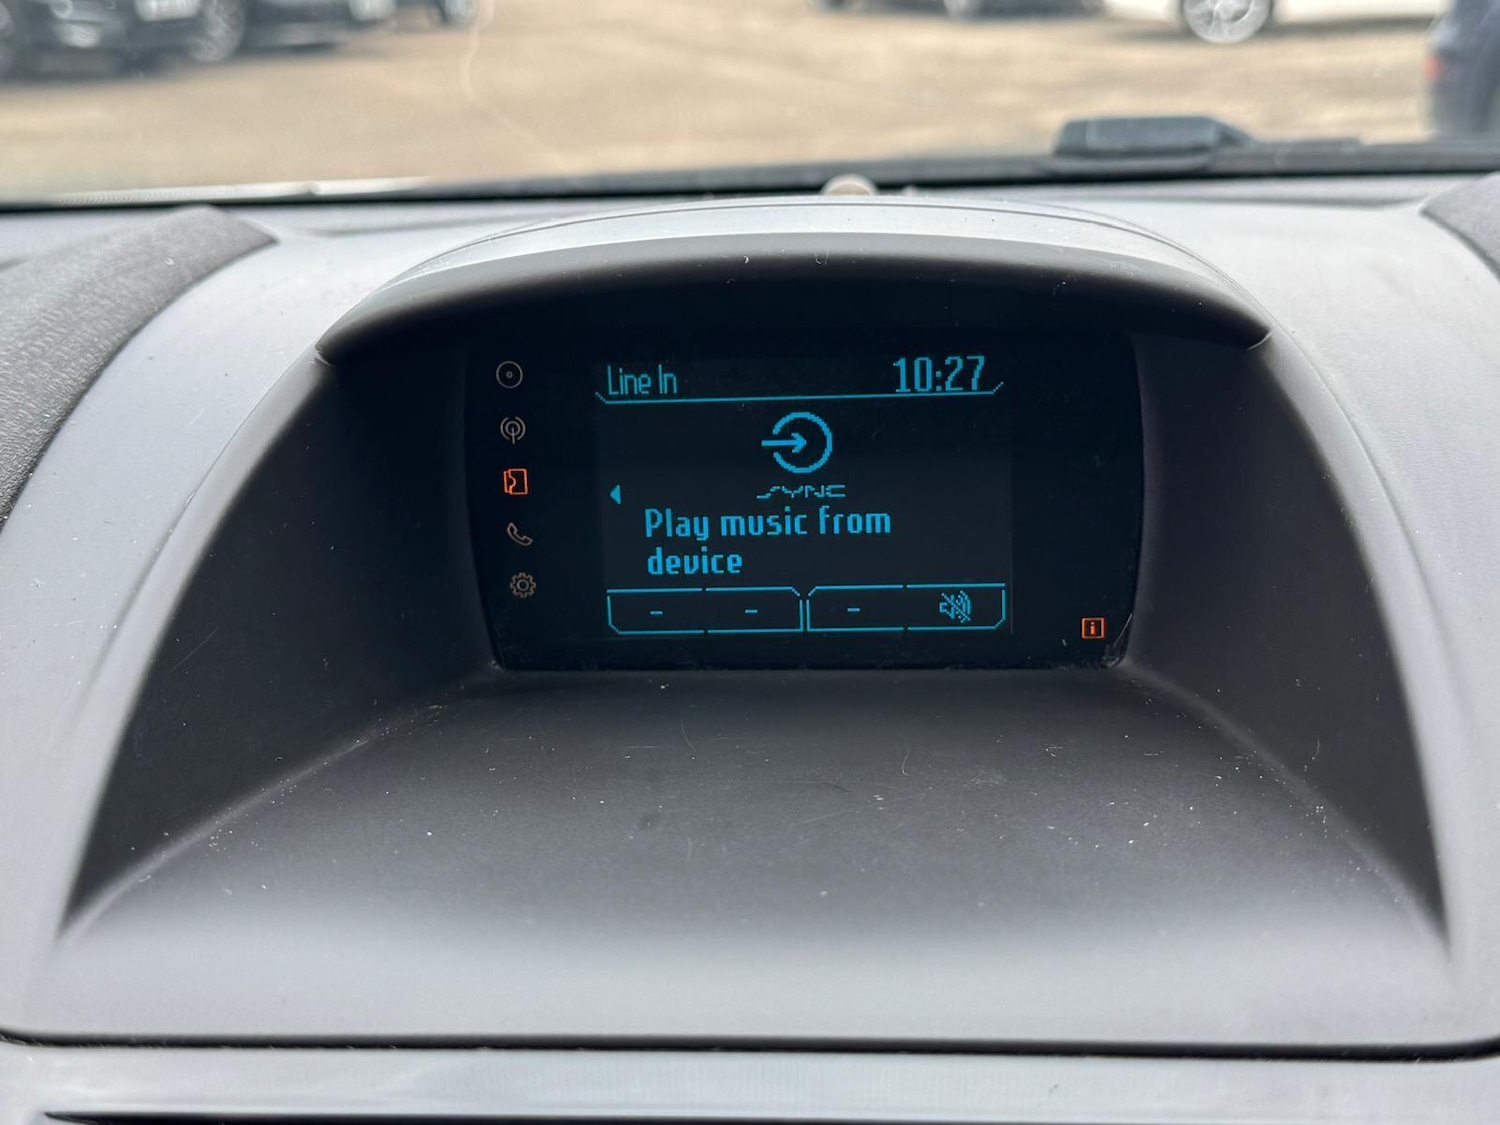 Line In 10:27
SYNC
Play music from
device
- - -
i